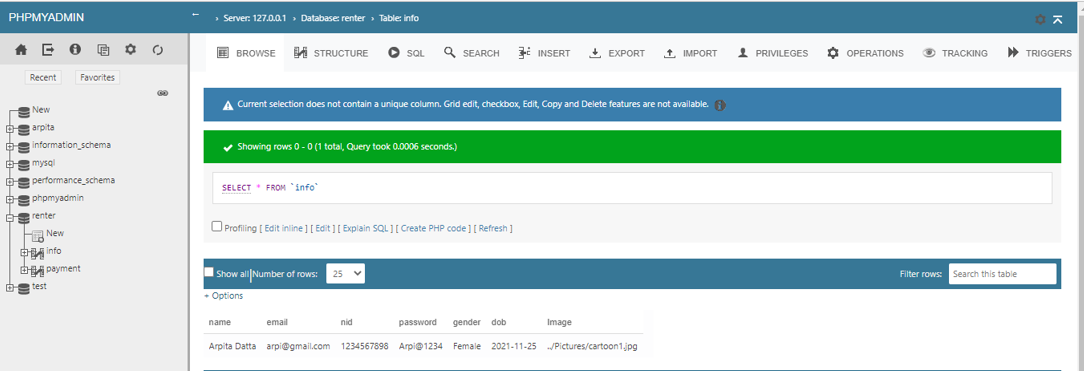 PHPMYADMIN
← › Server: 127.0.0.1 › Database: renter › Table: info
BROWSE STRUCTURE SQL SEARCH INSERT EXPORT IMPORT PRIVILEGES OPERATIONS TRACKING TRIGGERS
Recent Favorites
New
arpita
information_schema
mysql
performance_schema
phpmyadmin
renter
New
info
payment
test
Current selection does not contain a unique column. Grid edit, checkbox, Edit, Copy and Delete features are not available.
Showing rows 0 - 0 (1 total, Query took 0.0006 seconds.)
SELECT * FROM `info`
Profiling [ Edit inline ] [ Edit ] [ Explain SQL ] [ Create PHP code ] [ Refresh ]
Show all Number of rows: 25 Filter rows: Search this table
+ Options
name email nid password gender dob Image
Arpita Datta arpi@gmail.com 1234567898 Arpi@1234 Female 2021-11-25 ../Pictures/cartoon1.jpg